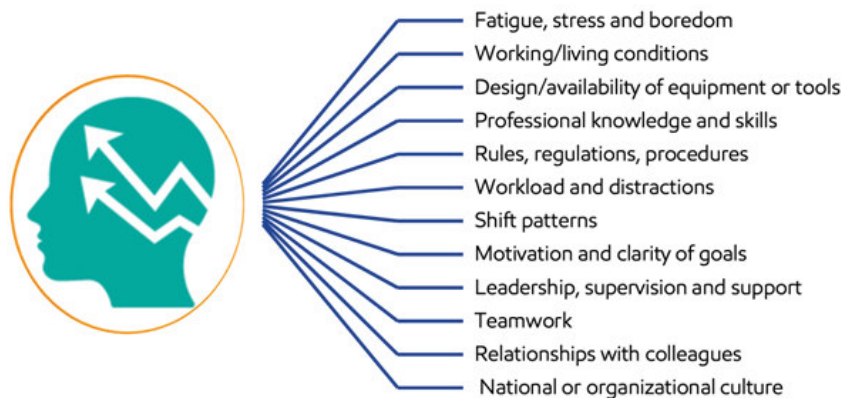 Fatigue, stress and boredom
Working/living conditions
Design/availability of equipment or tools
Professional knowledge and skills
Rules, regulations, procedures
Workload and distractions
Shift patterns
Motivation and clarity of goals
Leadership, supervision and support
Teamwork
Relationships with colleagues
National or organizational culture